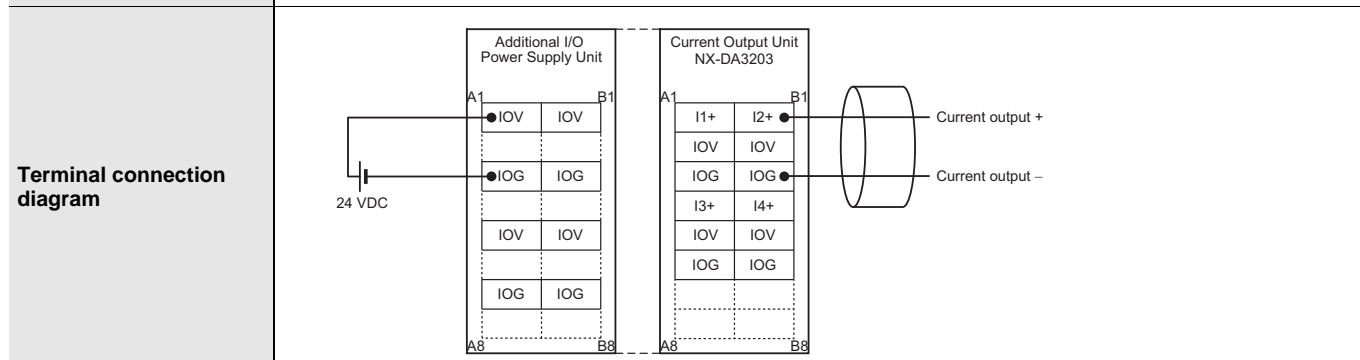 Terminal connection
diagram
24 VDC
Additional I/O
Power Supply Unit
A1 B1
IOV IOV
IOG IOG
IOV IOV
IOG IOG
A8 B8
Current Output Unit
NX-DA3203
A1 B1
I1+ I2+
IOV IOV
IOG IOG
I3+ I4+
IOV IOV
IOG IOG
A8 B8
Current output +
Current output −